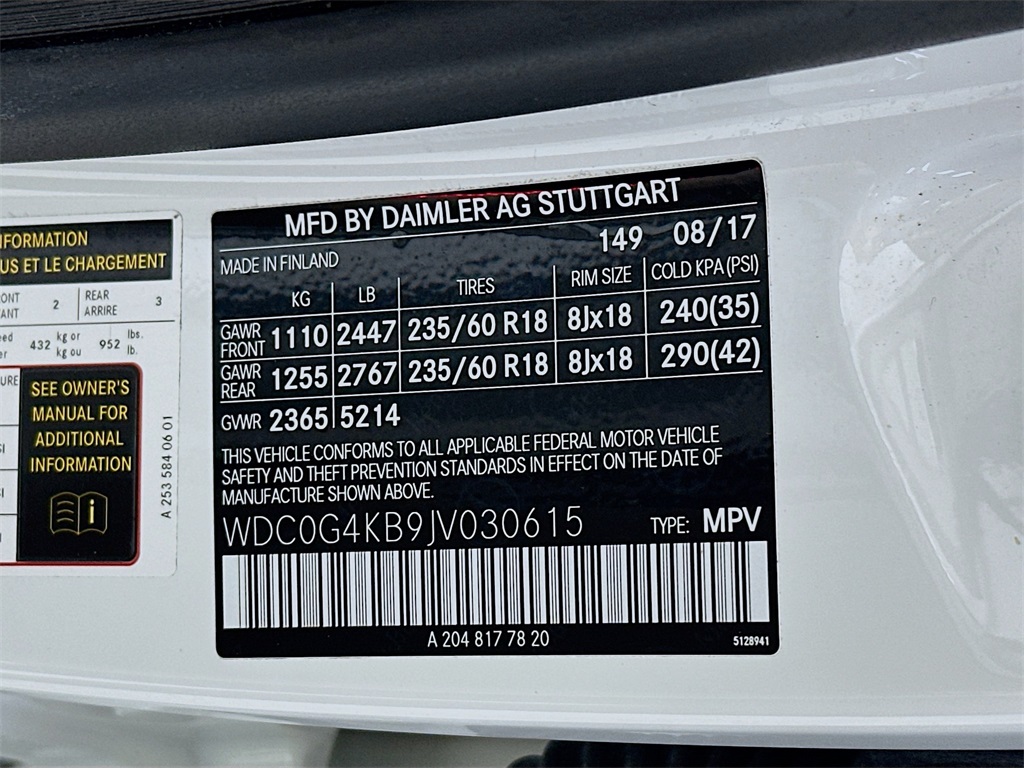 NFORMATION
US ET LE CHARGEMENT
ONT 2 REAR 3
ANT ARRIÈRE
432 kg or 952 lbs.
kg ou lb.
SEE OWNER'S
MANUAL FOR
ADDITIONAL
INFORMATION
i
A 253 584 06 01
MFD BY DAIMLER AG STUTTGART
149 08/17
MADE IN FINLAND
KG LB TIRES RIM SIZE COLD KPA (PSI)
GAWR FRONT 1110 2447 235/60 R18 8Jx18 240(35)
GAWR REAR 1255 2767 235/60 R18 8Jx18 290(42)
GVWR 2365 5214
THIS VEHICLE CONFORMS TO ALL APPLICABLE FEDERAL MOTOR VEHICLE
SAFETY AND THEFT PREVENTION STANDARDS IN EFFECT ON THE DATE OF
MANUFACTURE SHOWN ABOVE.
WDC0G4KB9JV030615 TYPE: MPV
A 204 817 78 20
5128941